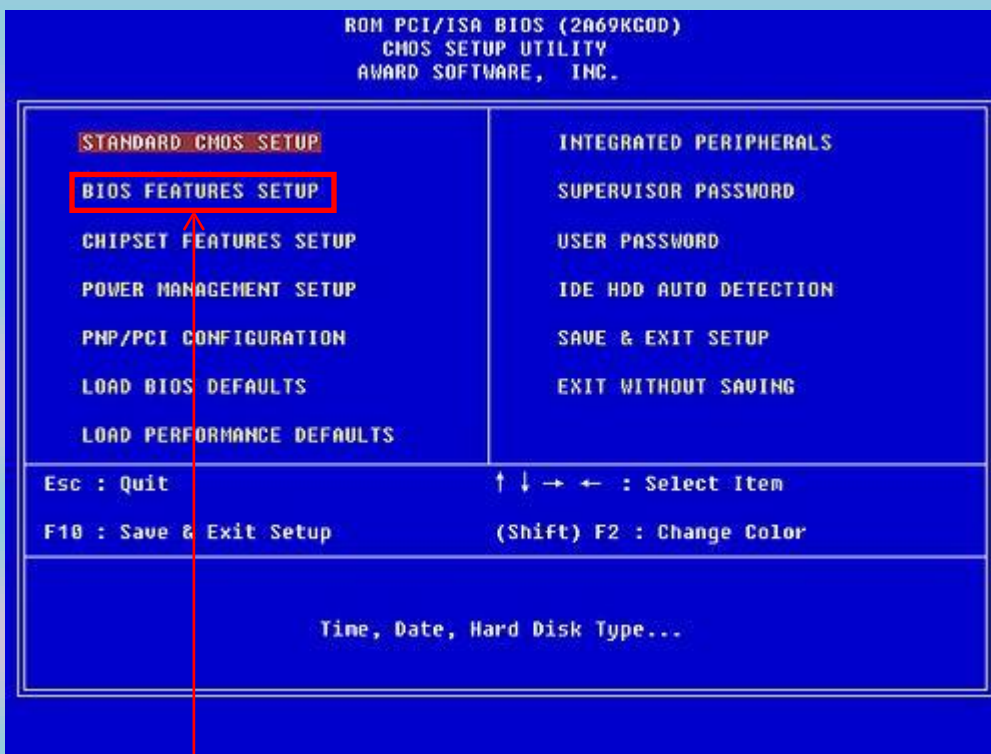 ROM PCI/ISA BIOS (2A69KG0D)
CMOS SETUP UTILITY
AWARD SOFTWARE, INC.
STANDARD CMOS SETUP
BIOS FEATURES SETUP
CHIPSET FEATURES SETUP
POWER MANAGEMENT SETUP
PNP/PCI CONFIGURATION
LOAD BIOS DEFAULTS
LOAD PERFORMANCE DEFAULTS
INTEGRATED PERIPHERALS
SUPERVISOR PASSWORD
USER PASSWORD
IDE HDD AUTO DETECTION
SAVE & EXIT SETUP
EXIT WITHOUT SAVING
Esc : Quit
↑ ↓ → ← : Select Item
F10 : Save & Exit Setup
(Shift) F2 : Change Color
Time, Date, Hard Disk Type...